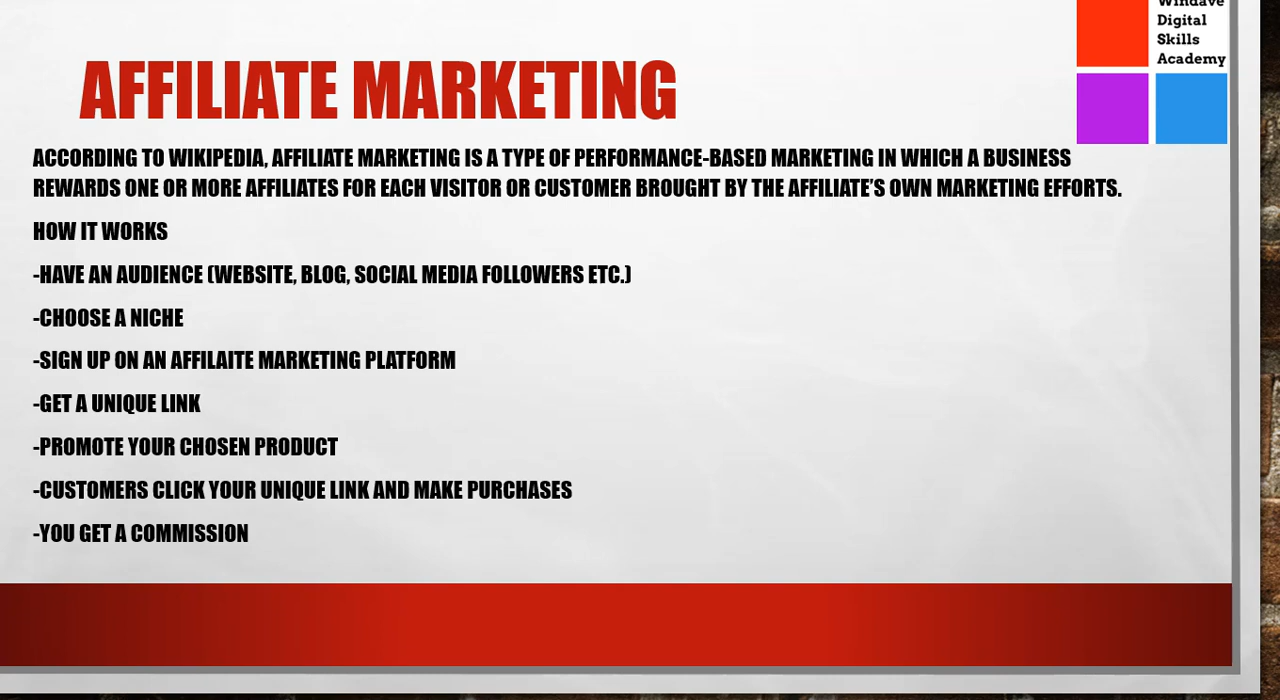 Windave
Digital
Skills
Academy
AFFILIATE MARKETING
ACCORDING TO WIKIPEDIA, AFFILIATE MARKETING IS A TYPE OF PERFORMANCE-BASED MARKETING IN WHICH A BUSINESS
REWARDS ONE OR MORE AFFILIATES FOR EACH VISITOR OR CUSTOMER BROUGHT BY THE AFFILIATE'S OWN MARKETING EFFORTS.
HOW IT WORKS
-HAVE AN AUDIENCE (WEBSITE, BLOG, SOCIAL MEDIA FOLLOWERS ETC.)
-CHOOSE A NICHE
-SIGN UP ON AN AFFILAITE MARKETING PLATFORM
-GET A UNIQUE LINK
-PROMOTE YOUR CHOSEN PRODUCT
-CUSTOMERS CLICK YOUR UNIQUE LINK AND MAKE PURCHASES
-YOU GET A COMMISSION